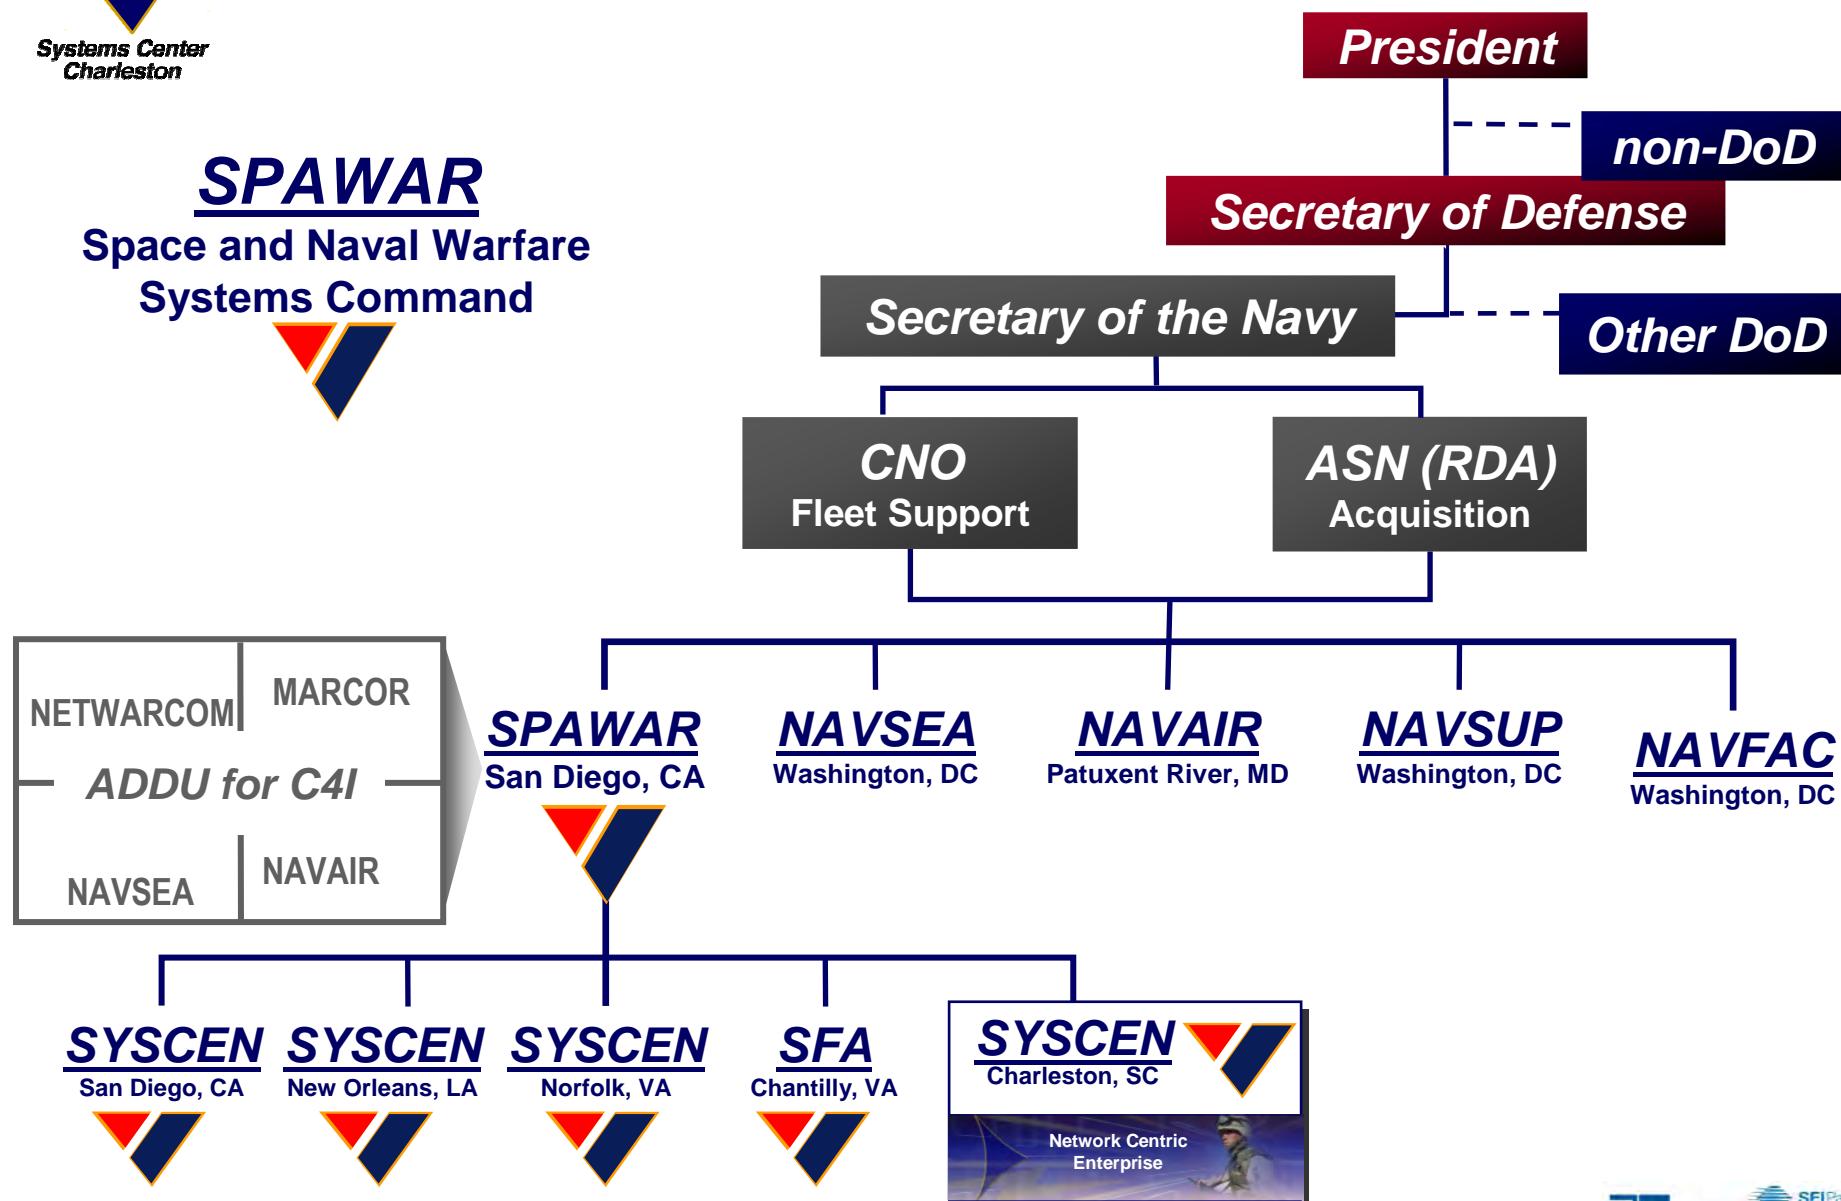 Systems Center
Charleston
SPAWAR
Space and Naval Warfare
Systems Command
President
non-DoD
Secretary of Defense
Secretary of the Navy
Other DoD
CNO
Fleet Support
ASN (RDA)
Acquisition
NETWARCOM
MARCOR
ADDU for C4I
NAVSEA
NAVAIR
SPAWAR
San Diego, CA
NAVSEA
Washington, DC
NAVAIR
Patuxent River, MD
NAVSUP
Washington, DC
NAVFAC
Washington, DC
SYSCEN
San Diego, CA
SYSCEN
New Orleans, LA
SYSCEN
Norfolk, VA
SFA
Chantilly, VA
SYSCEN
Charleston, SC
Network Centric
Enterprise